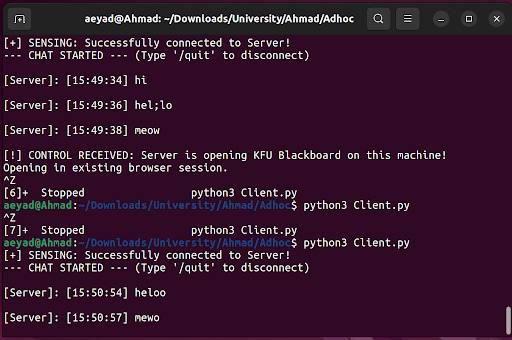 aeyad@Ahmad: ~/Downloads/University/Ahmad/Adhoc
[+] SENSING: Successfully connected to Server!
--- CHAT STARTED --- (Type '/quit' to disconnect)
[Server]: [15:49:34] hi
[Server]: [15:49:36] hel;lo
[Server]: [15:49:38] meow
[!] CONTROL RECEIVED: Server is opening KFU Blackboard on this machine!
Opening in existing browser session.
^Z
[6]+  Stopped                 python3 Client.py
aeyad@Ahmad:~/Downloads/University/Ahmad/Adhoc$ python3 Client.py
^Z
[7]+  Stopped                 python3 Client.py
aeyad@Ahmad:~/Downloads/University/Ahmad/Adhoc$ python3 Client.py
[+] SENSING: Successfully connected to Server!
--- CHAT STARTED --- (Type '/quit' to disconnect)
[Server]: [15:50:54] heloo
[Server]: [15:50:57] mewo